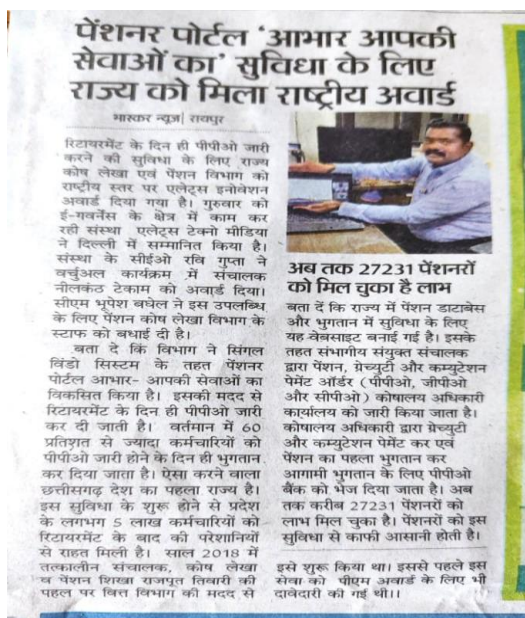 पेंशनर पोर्टल 'आभार आपकी
सेवाओं का' सुविधा के लिए
राज्य को मिला राष्ट्रीय अवार्ड
भास्कर न्यूज | रायपुर
रिटायरमेंट के दिन ही पीपीओ जारी
करने की सुविधा के लिए राज्य
कोष लेखा एवं पेंशन विभाग को
राष्ट्रीय स्तर पर एलेट्स इनोवेशन
अवार्ड दिया गया है। गुरुवार को
ई-गवर्नेंस के क्षेत्र में काम कर
रही संस्था एलेट्स टेक्नो मीडिया
ने दिल्ली में सम्मानित किया है।
संस्था के सीईओ रवि गुप्ता ने
वर्चुअल कार्यक्रम में संचालक
नीलकंठ टेकाम को अवार्ड दिया।
सीएम भूपेश बघेल ने इस उपलब्धि
के लिए पेंशन कोष लेखा विभाग के
स्टाफ को बधाई दी है।
बता दे कि विभाग ने सिंगल
विंडो सिस्टम के तहत पेंशनर
पोर्टल आभार- आपकी सेवाओं का
विकसित किया है। इसकी मदद से
रिटायरमेंट के दिन ही पीपीओ जारी
कर दी जाती है। वर्तमान में 60
प्रतिशत से ज्यादा कर्मचारियों को
पीपीओ जारी होने के दिन ही भुगतान
कर दिया जाता है। ऐसा करने वाला
छत्तीसगढ़ देश का पहला राज्य है।
इस सुविधा के शुरू होने से प्रदेश
के लगभग 5 लाख कर्मचारियों को
रिटायरमेंट के बाद की परेशानियों
से राहत मिली है। साल 2018 में
तत्कालीन संचालक, कोष लेखा
व पेंशन शिखा राजपूत तिवारी की
पहल पर वित्त विभाग की मदद से
अब तक 27231 पेंशनरों
को मिल चुका है लाभ
बता दें कि राज्य में पेंशन डाटाबेस
और भुगतान में सुविधा के लिए
यह वेबसाइट बनाई गई है। इसके
तहत संभागीय संयुक्त संचालक
द्वारा पेंशन, ग्रेच्युटी और कम्युटेशन
पेमेंट ऑर्डर (पीपीओ, जीपीओ
और सीपीओ) कोषालय अधिकारी
कार्यालय को जारी किया जाता है।
कोषालय अधिकारी द्वारा ग्रेच्युटी
और कम्युटेशन पेमेंट कर एवं
पेंशन का पहला भुगतान कर
आगामी भुगतान के लिए पीपीओ
बैंक को भेज दिया जाता है। अब
तक करीब 27231 पेंशनरों को
लाभ मिल चुका है। पेंशनरों को इस
सुविधा से काफी आसानी होती है।
इसे शुरू किया था। इससे पहले इस
सेवा को पीएम अवार्ड के लिए भी
दावेदारी की गई थी।।